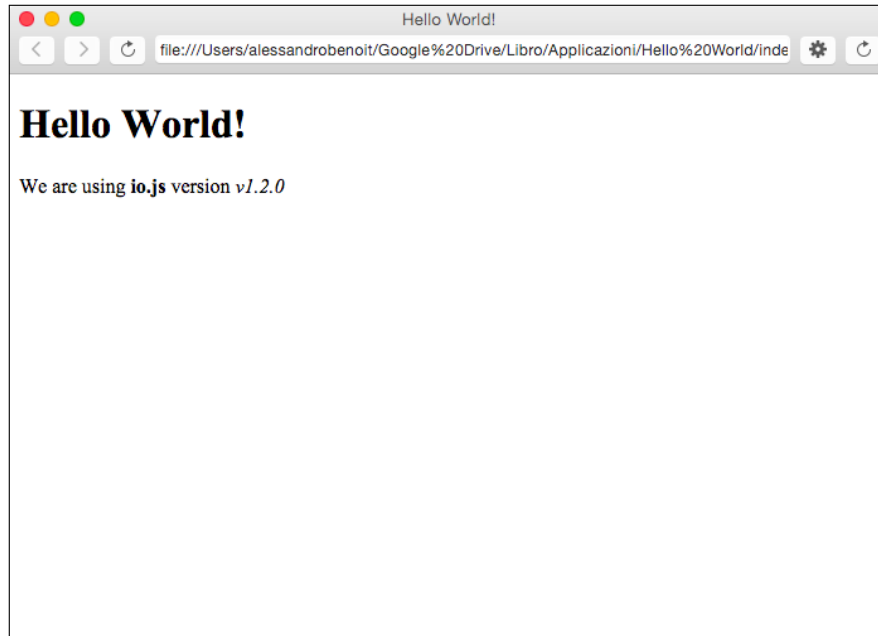 Hello World!
file:///Users/alessandrobenoit/Google%20Drive/Libro/Applicazioni/Hello%20World/inde
Hello World!
We are using io.js version v1.2.0